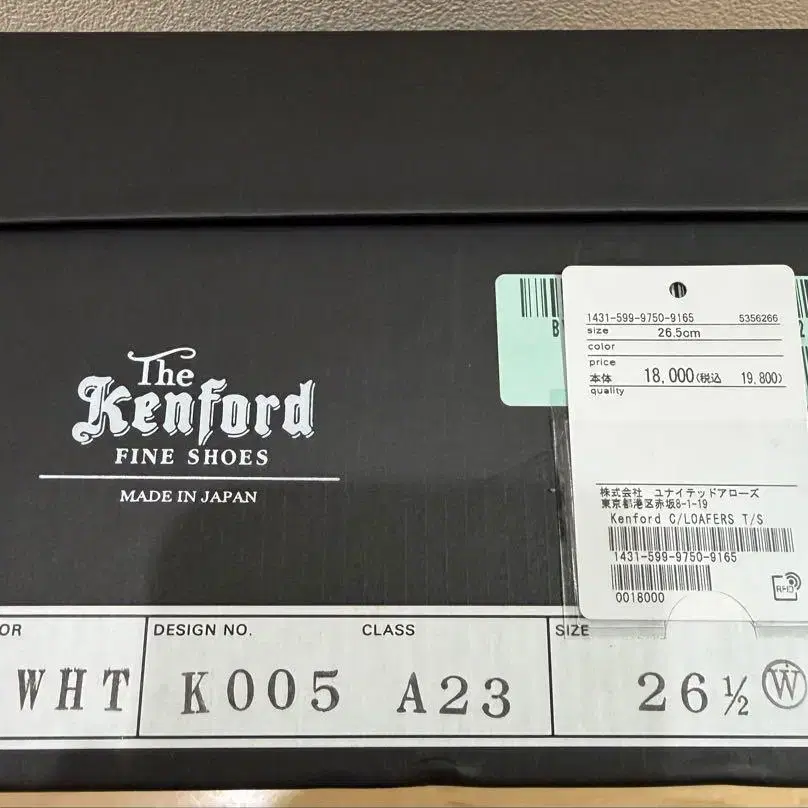 The
Kenford
FINE SHOES
MADE IN JAPAN
1431-599-9750-9165 5356266
size 26.5cm
color
price
本体 18,000(税込 19,800)
quality
株式会社 ユナイテッドアローズ
東京都港区赤坂8-1-19
Kenford C/LOAFERS T/S
1431-599-9750-9165
0018000
RFID
OR DESIGN NO. CLASS SIZE
WHT K005 A23 26½ W